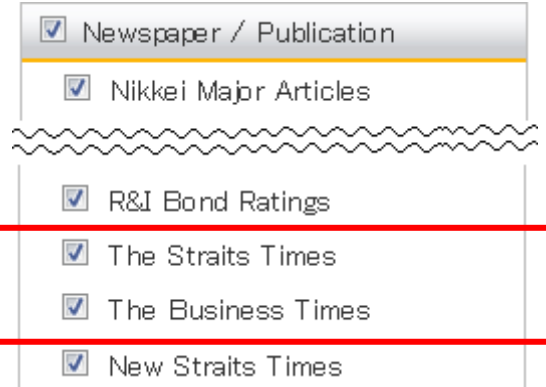 Newspaper / Publication
Nikkei Major Articles
R&I Bond Ratings
The Straits Times
The Business Times
New Straits Times